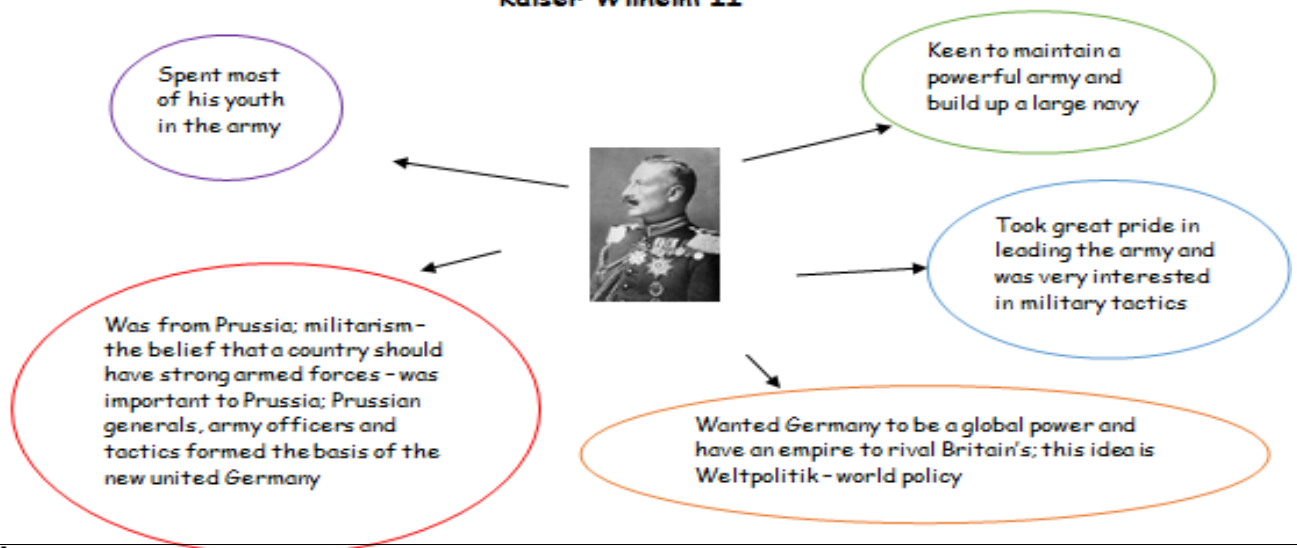 Kaiser Wilhelm II
Spent most
of his youth
in the army
Keen to maintain a
powerful army and
build up a large navy
Took great pride in
leading the army and
was very interested
in military tactics
Was from Prussia; militarism –
the belief that a country should
have strong armed forces – was
important to Prussia; Prussian
generals, army officers and
tactics formed the basis of the
new united Germany
Wanted Germany to be a global power and
have an empire to rival Britain's; this idea is
Weltpolitik – world policy